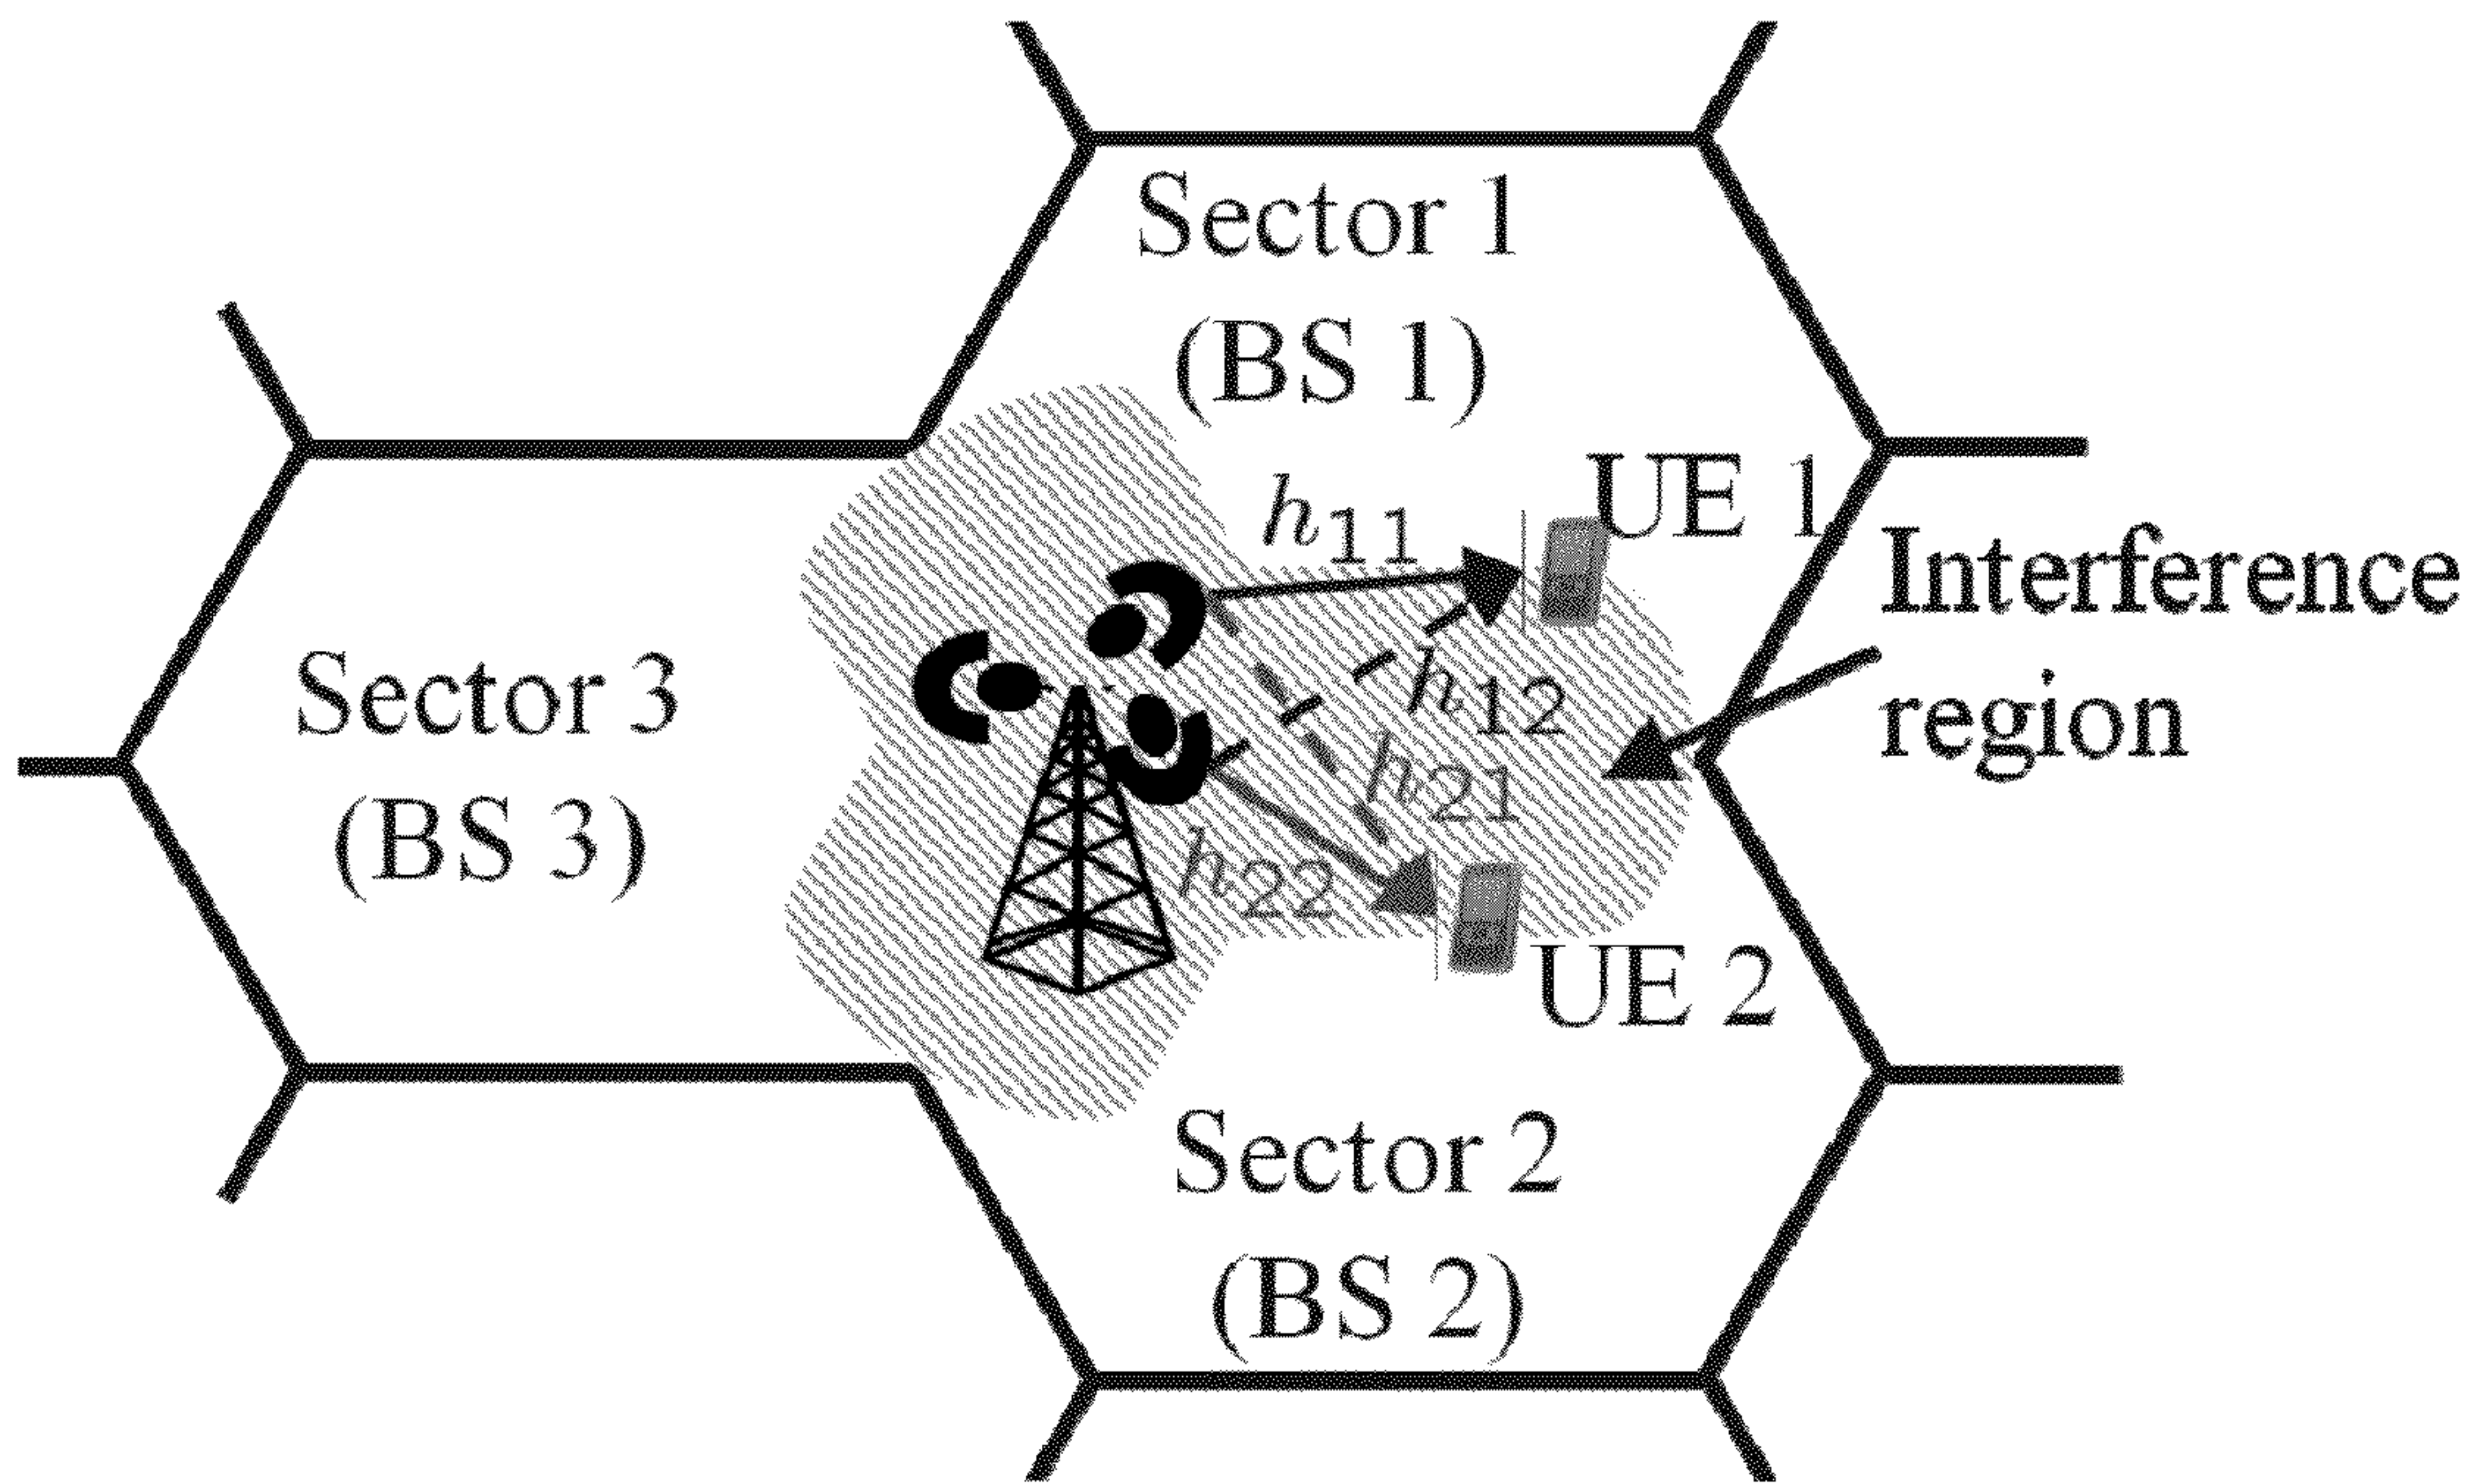 Sector 1
(BS 1)
h11
UE 1
Interference
region
h12
Sector 3
(BS 3)
h21
h22
UE 2
Sector 2
(BS 2)